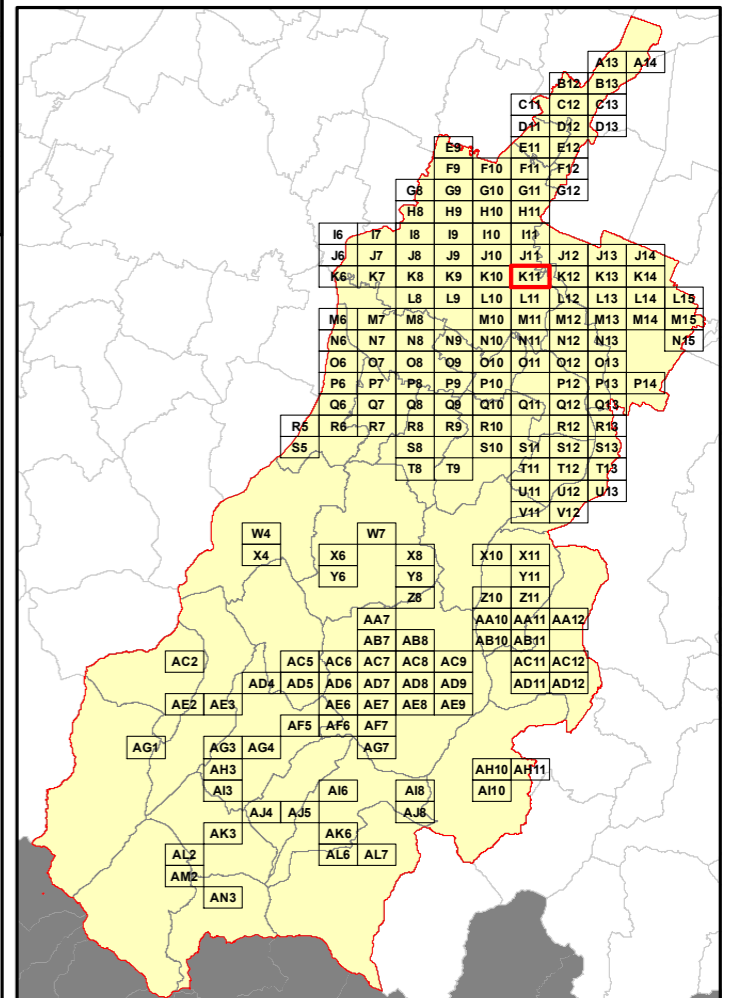 A13 A14
B12 B13
C11 C12 C13
D11 D12 D13
E9 E11 E12
F9 F10 F11 F12
G8 G9 G10 G11 G12
H8 H9 H10 H11
I6 I7 I8 I9 I10 I11
J6 J7 J8 J9 J10 J11 J12 J13 J14
K6 K7 K8 K9 K10 K11 K12 K13 K14
L8 L9 L10 L11 L12 L13 L14 L15
M6 M7 M8 M10 M11 M12 M13 M14 M15
N6 N7 N8 N9 N10 N11 N12 N13 N15
O6 O7 O8 O9 O10 O11 O12 O13
P6 P7 P8 P9 P10 P12 P13 P14
Q6 Q7 Q8 Q9 Q10 Q11 Q12 Q13
R5 R6 R7 R8 R9 R10 R12 R13
S5 S8 S10 S11 S12 S13
T8 T9 T11 T12 T13
U11 U12 U13
V11 V12
W4 W7
X4 X6 X8 X10 X11
Y6 Y8 Y11
Z8 Z10 Z11
AA7 AA10 AA11 AA12
AB7 AB8 AB10 AB11
AC2 AC5 AC6 AC7 AC8 AC9 AC11 AC12
AD4 AD5 AD6 AD7 AD8 AD9 AD11 AD12
AE2 AE3 AE6 AE7 AE8 AE9
AF5 AF6 AF7
AG1 AG3 AG4 AG7
AH3 AH10 AH11
AI3 AI6 AI8 AI10
AJ4 AJ5 AJ8
AK3 AK6
AL2 AL6 AL7
AM2
AN3